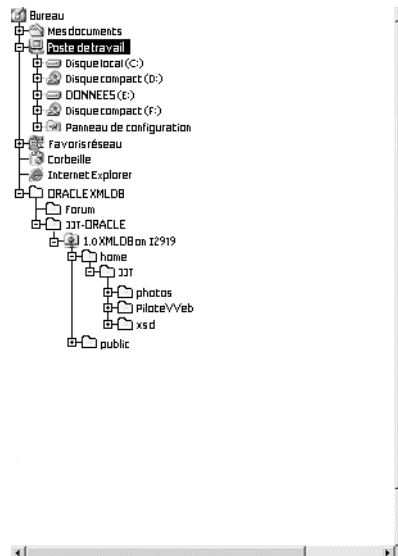 Bureau
Mes documents
Poste de travail
Disque local (C:)
Disque compact (D:)
DONNEES (E:)
Disque compact (F:)
Panneau de configuration
Favoris réseau
Corbeille
Internet Explorer
ORACLE XMLDB
Forum
JJT-ORACLE
1.0 XMLDB on I2919
home
JJT
photos
PiloteWeb
xsd
public